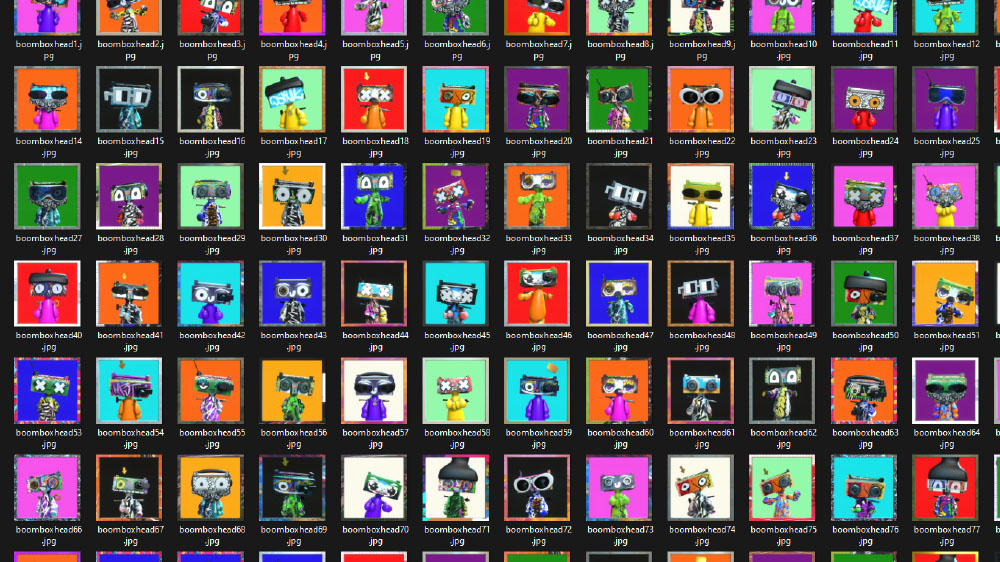 boomboxhead1.j boomboxhead2.j boomboxhead3.j boomboxhead4.j boomboxhead5.j boomboxhead6.j boomboxhead7.j boomboxhead8.j boomboxhead9.j boomboxhead10 boomboxhead11 boomboxhead12
pg pg pg pg pg pg pg pg pg .jpg .jpg .jpg
boomboxhead14 boomboxhead15 boomboxhead16 boomboxhead17 boomboxhead18 boomboxhead19 boomboxhead20 boomboxhead21 boomboxhead22 boomboxhead23 boomboxhead24 boomboxhead25
.jpg .jpg .jpg .jpg .jpg .jpg .jpg .jpg .jpg .jpg .jpg .jpg
boomboxhead27 boomboxhead28 boomboxhead29 boomboxhead30 boomboxhead31 boomboxhead32 boomboxhead33 boomboxhead34 boomboxhead35 boomboxhead36 boomboxhead37 boomboxhead38
.jpg .jpg .jpg .jpg .jpg .jpg .jpg .jpg .jpg .jpg .jpg .jpg
boomboxhead40 boomboxhead41 boomboxhead42 boomboxhead43 boomboxhead44 boomboxhead45 boomboxhead46 boomboxhead47 boomboxhead48 boomboxhead49 boomboxhead50 boomboxhead51
.jpg .jpg .jpg .jpg .jpg .jpg .jpg .jpg .jpg .jpg .jpg .jpg
boomboxhead53 boomboxhead54 boomboxhead55 boomboxhead56 boomboxhead57 boomboxhead58 boomboxhead59 boomboxhead60 boomboxhead61 boomboxhead62 boomboxhead63 boomboxhead64
.jpg .jpg .jpg .jpg .jpg .jpg .jpg .jpg .jpg .jpg .jpg .jpg
boomboxhead66 boomboxhead67 boomboxhead68 boomboxhead69 boomboxhead70 boomboxhead71 boomboxhead72 boomboxhead73 boomboxhead74 boomboxhead75 boomboxhead76 boomboxhead77
.jpg .jpg .jpg .jpg .jpg .jpg .jpg .jpg .jpg .jpg .jpg .jpg